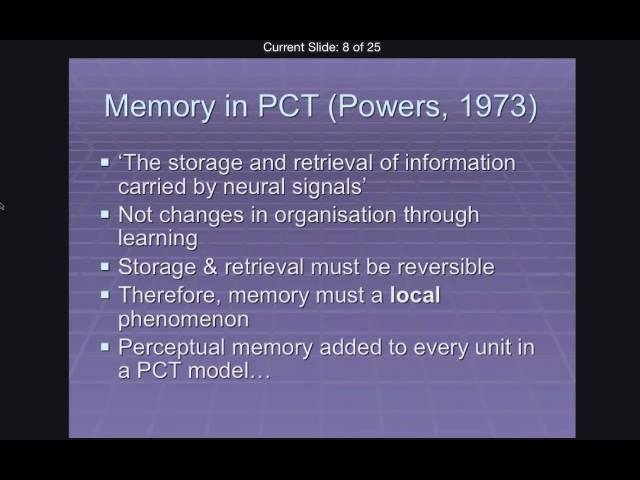 Current Slide: 8 of 25
Memory in PCT (Powers, 1973)
▪ ‘The storage and retrieval of information
carried by neural signals’
▪ Not changes in organisation through
learning
▪ Storage & retrieval must be reversible
▪ Therefore, memory must a local
phenomenon
▪ Perceptual memory added to every unit in
a PCT model…